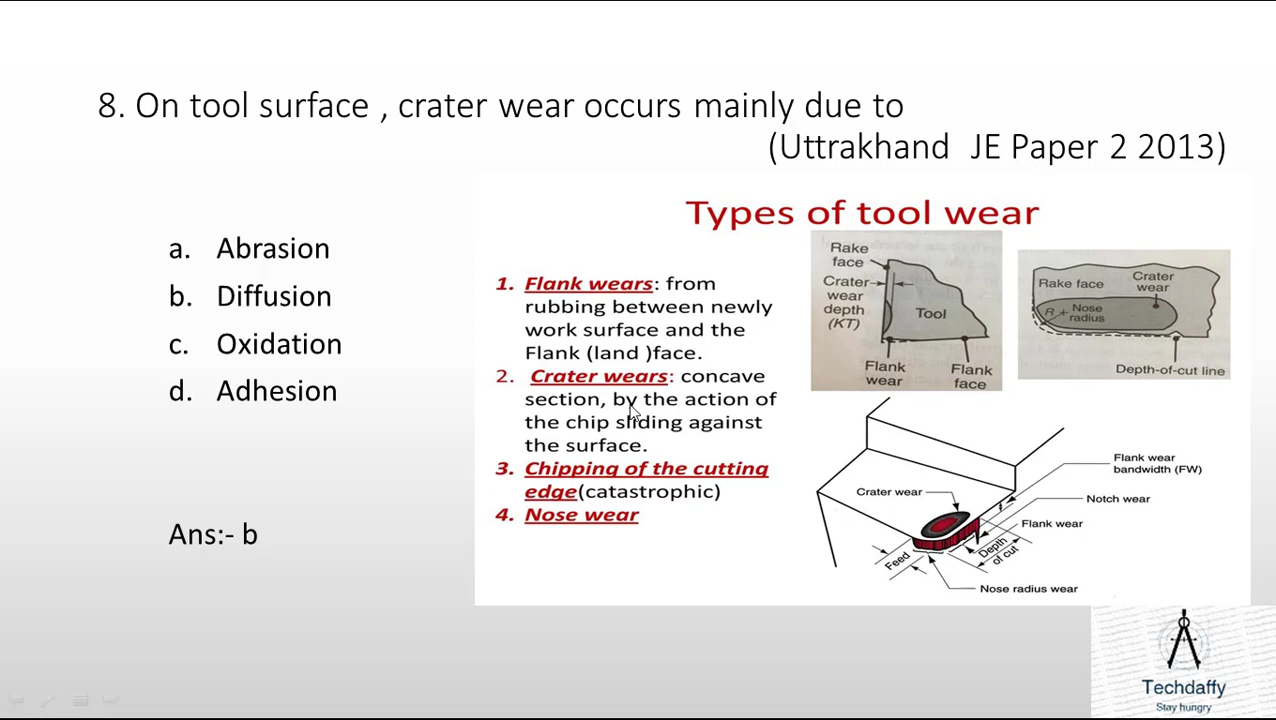 8. On tool surface , crater wear occurs mainly due to
(Uttrakhand JE Paper 2 2013)
a. Abrasion
b. Diffusion
c. Oxidation
d. Adhesion
Ans:- b
Types of tool wear
1. Flank wears: from
rubbing between newly
work surface and the
Flank (land )face.
2. Crater wears: concave
section, by the action of
the chip sliding against
the surface.
3. Chipping of the cutting
edge(catastrophic)
4. Nose wear
Rake
face
Crater
wear
depth
(KT)
Tool
Flank
wear
Flank
face
Rake face
Crater
wear
R
Nose
radius
Depth-of-cut line
Flank wear
bandwidth (FW)
Crater wear
Notch wear
Flank wear
Feed
Depth
of cut
Nose radius wear
Techdaffy
Stay hungry